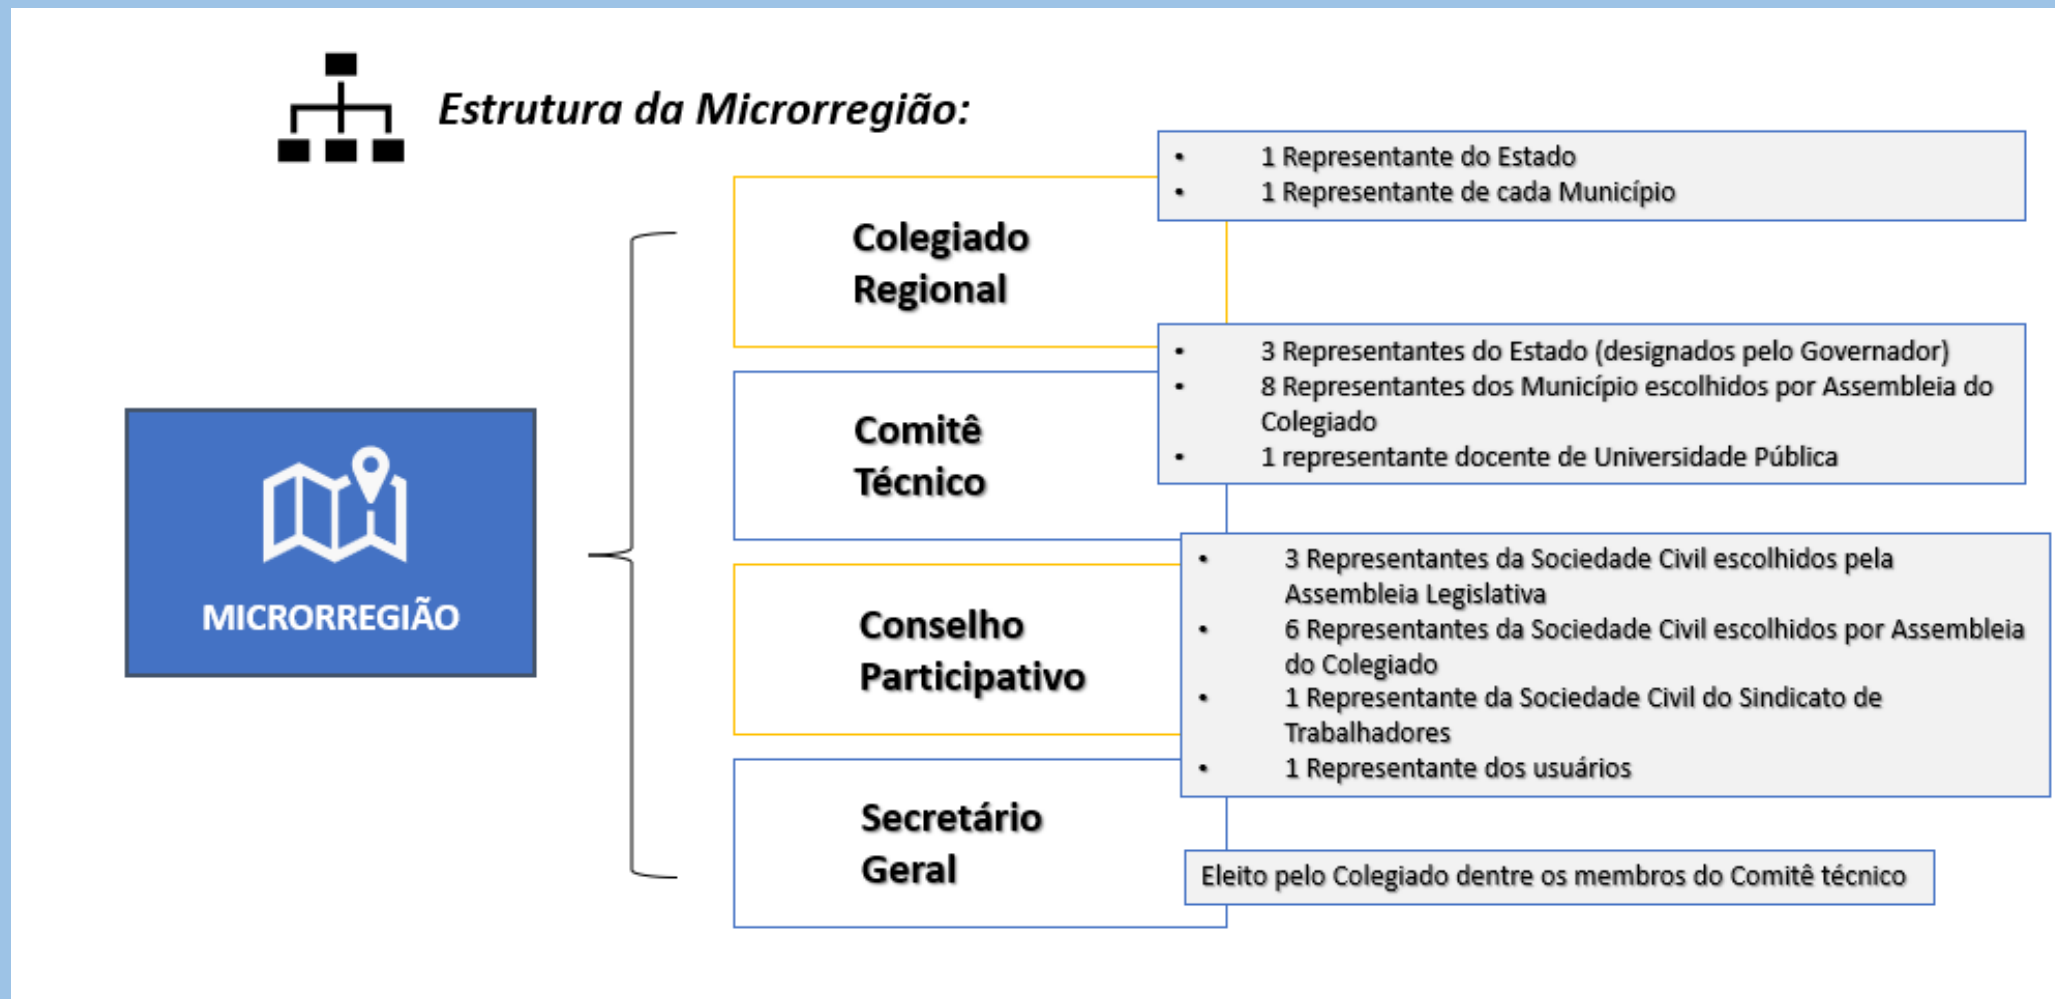 Estrutura da Microrregião:
• 1 Representante do Estado
• 1 Representante de cada Município
Colegiado
Regional
• 3 Representantes do Estado (designados pelo Governador)
• 8 Representantes dos Município escolhidos por Assembleia do
Colegiado
• 1 representante docente de Universidade Pública
Comitê
Técnico
MICRORREGIÃO
• 3 Representantes da Sociedade Civil escolhidos pela
Assembleia Legislativa
• 6 Representantes da Sociedade Civil escolhidos por Assembleia
do Colegiado
• 1 Representante da Sociedade Civil do Sindicato de
Trabalhadores
• 1 Representante dos usuários
Conselho
Participativo
Secretário
Geral
Eleito pelo Colegiado dentre os membros do Comitê técnico